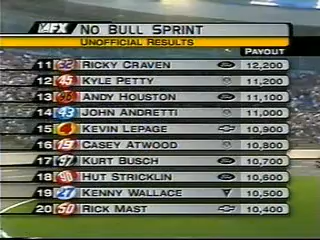 FX NO BULL SPRINT
UNOFFICIAL RESULTS
PAYOUT
11 32 RICKY CRAVEN 12,200
12 45 KYLE PETTY 11,200
13 96 ANDY HOUSTON 11,100
14 43 JOHN ANDRETTI 11,000
15 4 KEVIN LEPAGE 10,900
16 19 CASEY ATWOOD 10,800
17 97 KURT BUSCH 10,700
18 90 HUT STRICKLIN 10,600
19 27 KENNY WALLACE 10,500
20 50 RICK MAST 10,400